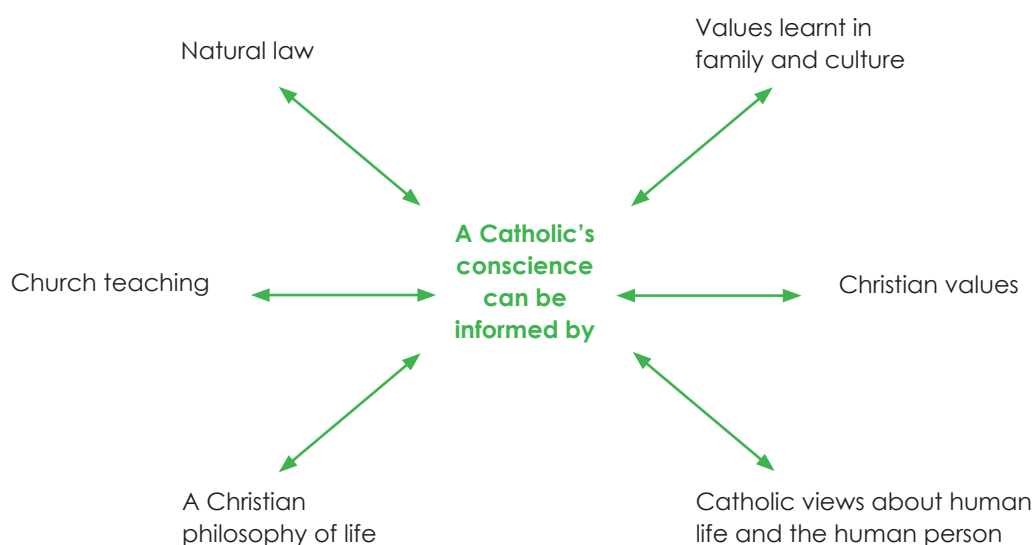 Natural law
Values learnt in
family and culture
A Catholic's
conscience
can be
informed by
Church teaching
Christian values
A Christian
philosophy of life
Catholic views about human
life and the human person